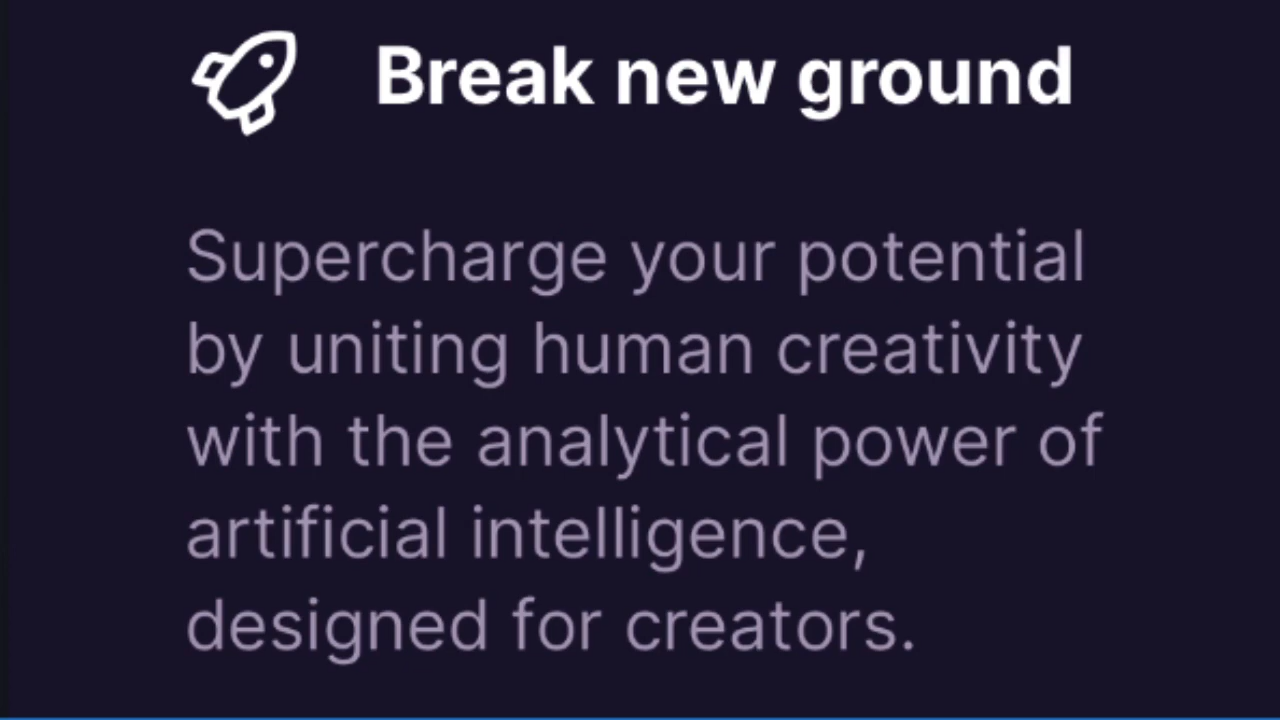 Break new ground
Supercharge your potential
by uniting human creativity
with the analytical power of
artificial intelligence,
designed for creators.